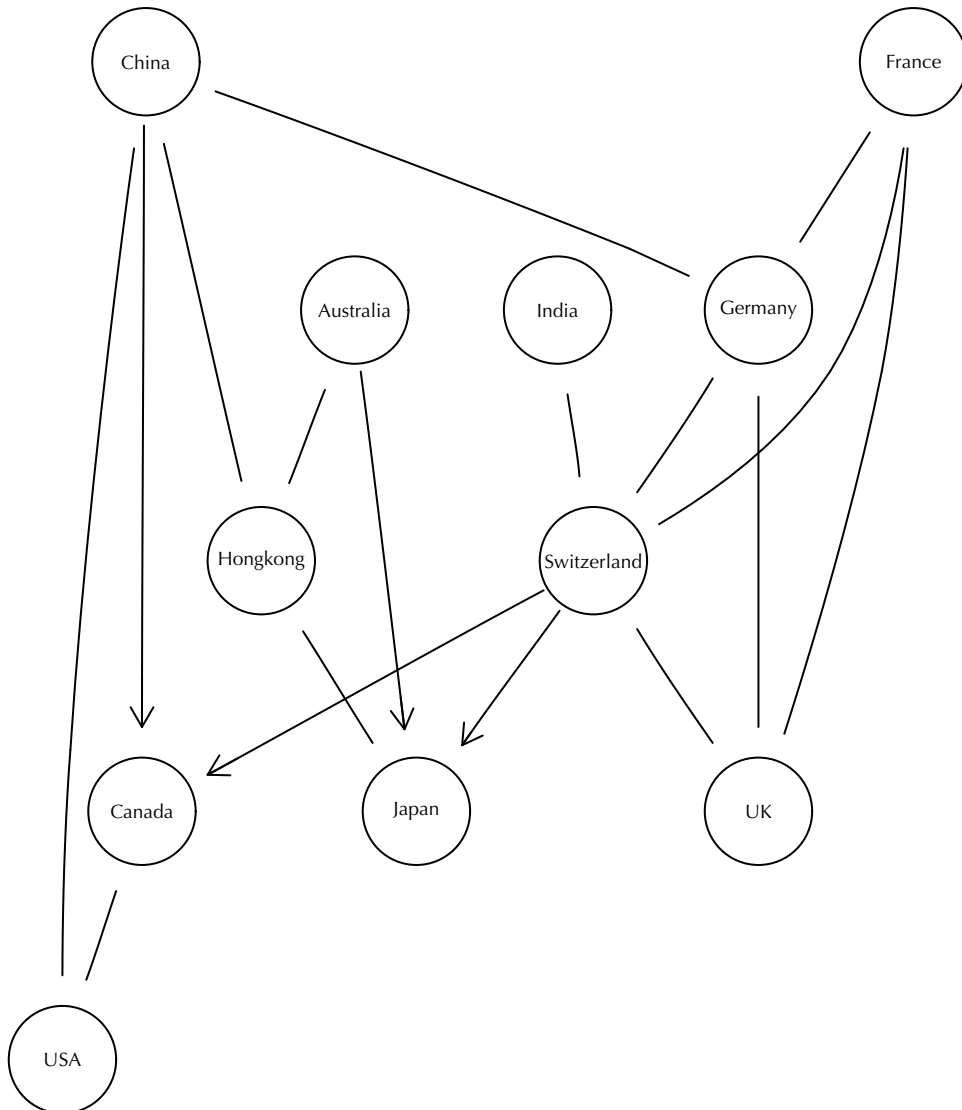 China
France
Australia
India
Germany
Hongkong
Switzerland
Canada
Japan
UK
USA